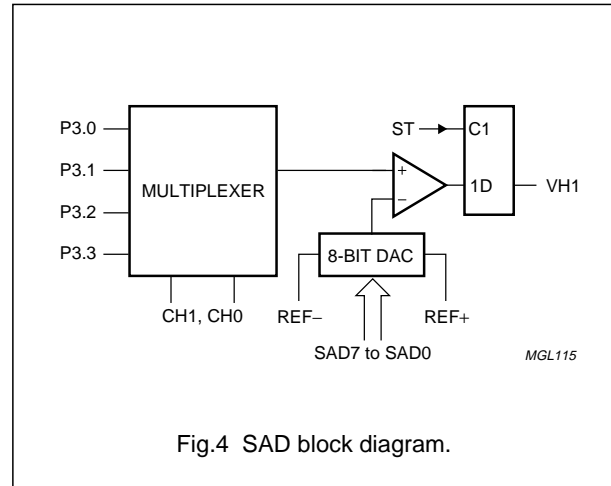 P3.0
P3.1
P3.2
P3.3
MULTIPLEXER
CH1, CH0
ST
C1
+
−
1D
VH1
8-BIT DAC
REF−
REF+
SAD7 to SAD0
MGL115
Fig.4 SAD block diagram.